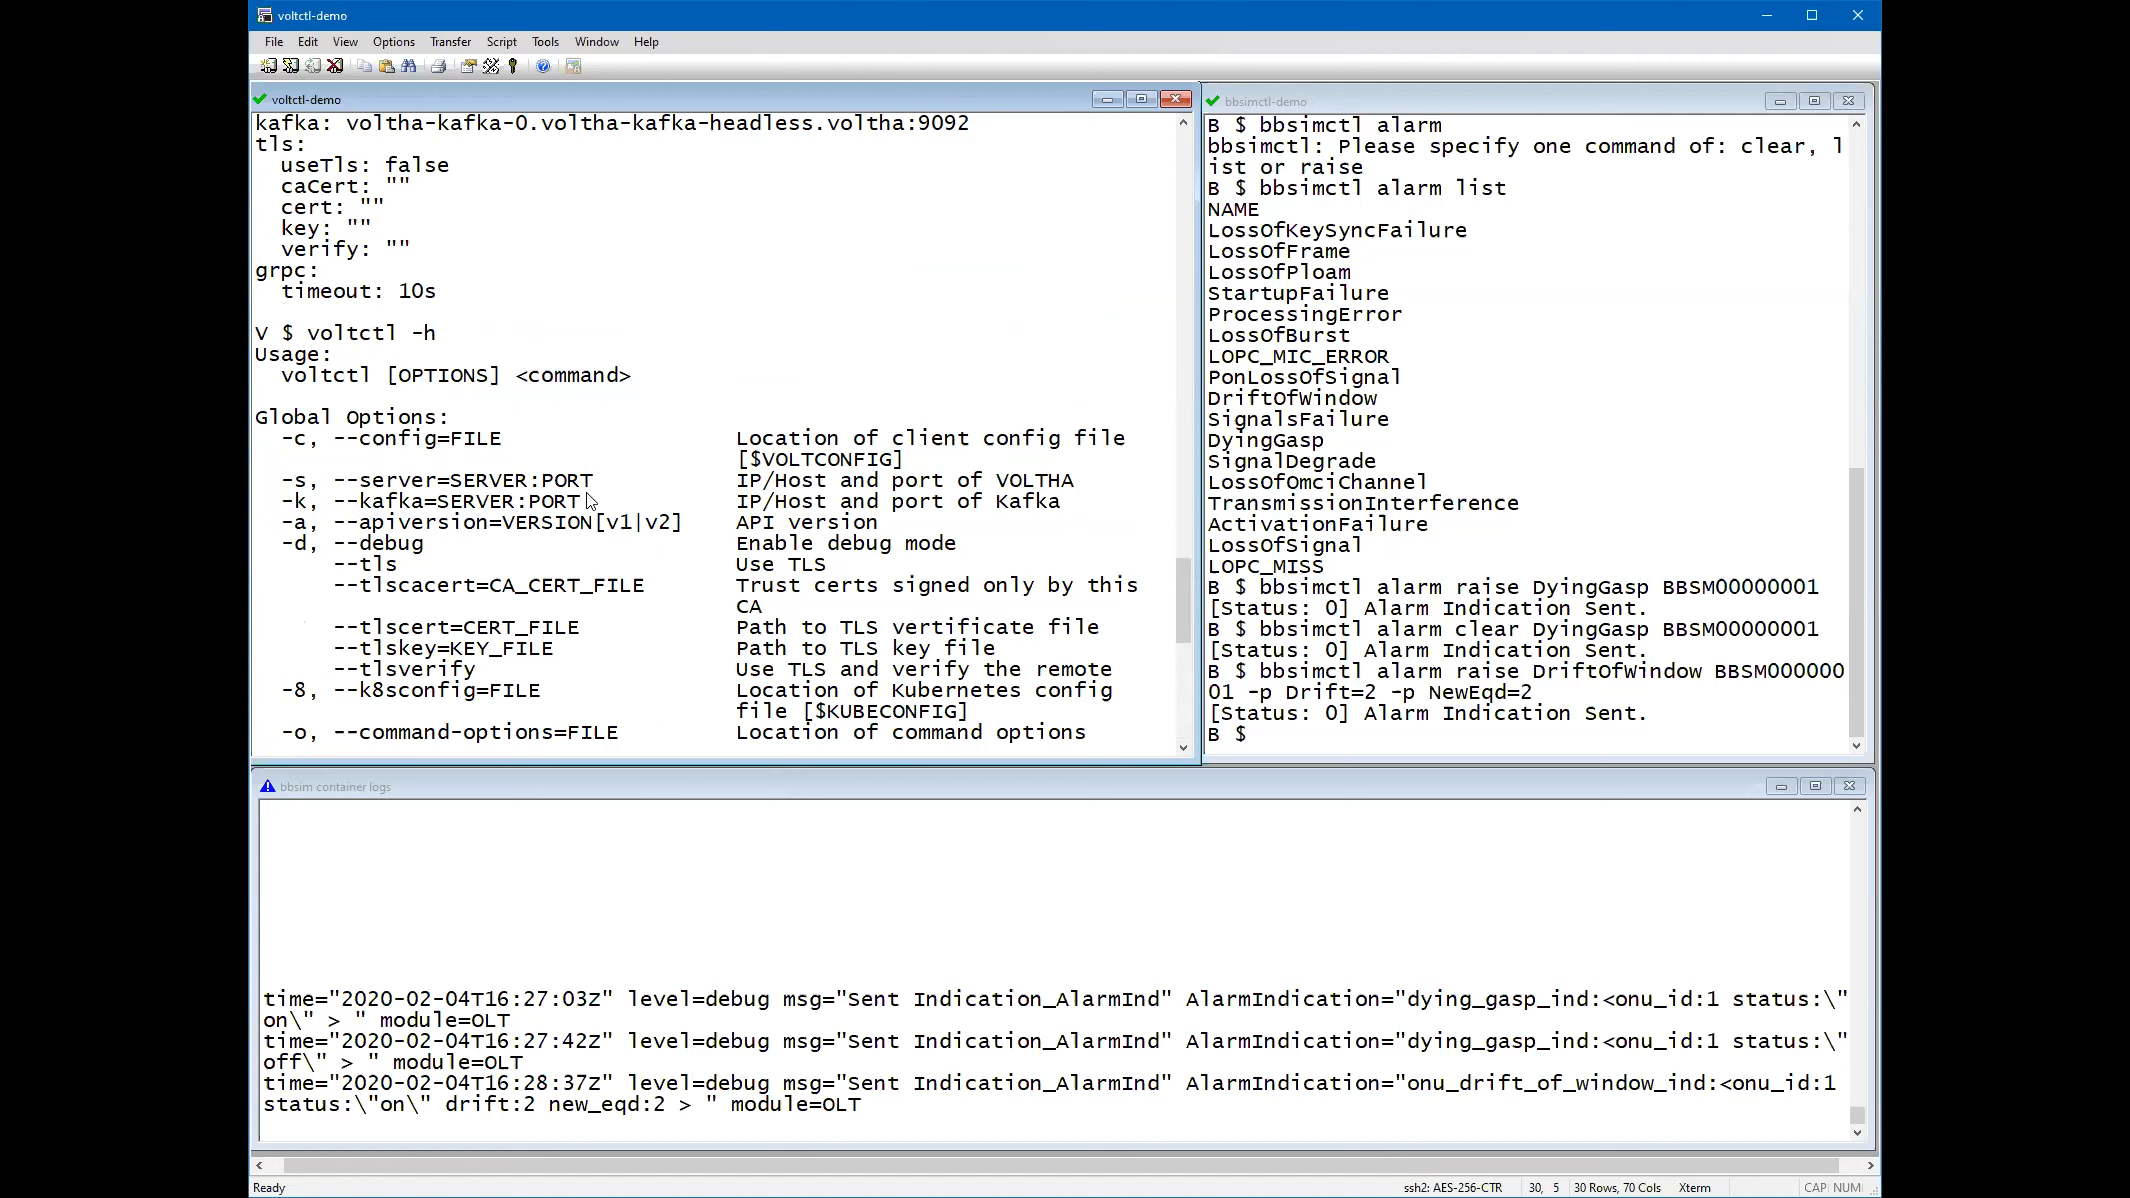 voltctl-demo
File Edit View Options Transfer Script Tools Window Help
voltctl-demo
kafka: voltha-kafka-0.voltha-kafka-headless.voltha:9092
tls:
  useTls: false
  caCert: ""
  cert: ""
  key: ""
  verify: ""
grpc:
  timeout: 10s
V $ voltctl -h
Usage:
  voltctl [OPTIONS] <command>
Global Options:
  -c, --config=FILE Location of client config file
[$VOLTCONFIG]
  -s, --server=SERVER:PORT IP/Host and port of VOLTHA
  -k, --kafka=SERVER:PORT IP/Host and port of Kafka
  -a, --apiversion=VERSION[v1|v2] API version
  -d, --debug Enable debug mode
      --tls Use TLS
      --tlscacert=CA_CERT_FILE Trust certs signed only by this
CA
      --tlscert=CERT_FILE Path to TLS vertificate file
      --tlskey=KEY_FILE Path to TLS key file
      --tlsverify Use TLS and verify the remote
  -8, --k8sconfig=FILE Location of Kubernetes config
file [$KUBECONFIG]
  -o, --command-options=FILE Location of command options
bbsimctl-demo
B $ bbsimctl alarm
bbsimctl: Please specify one command of: clear, l
ist or raise
B $ bbsimctl alarm list
NAME
LossOfKeySyncFailure
LossOfFrame
LossOfPloam
StartupFailure
ProcessingError
LossOfBurst
LOPC_MIC_ERROR
PonLossOfSignal
DriftOfWindow
SignalsFailure
DyingGasp
SignalDegrade
LossOfOmciChannel
TransmissionInterference
ActivationFailure
LossOfSignal
LOPC_MISS
B $ bbsimctl alarm raise DyingGasp BBSM00000001
[Status: 0] Alarm Indication Sent.
B $ bbsimctl alarm clear DyingGasp BBSM00000001
[Status: 0] Alarm Indication Sent.
B $ bbsimctl alarm raise DriftOfWindow BBSM000000
01 -p Drift=2 -p NewEqd=2
[Status: 0] Alarm Indication Sent.
B $
bbsim container logs
time="2020-02-04T16:27:03Z" level=debug msg="Sent Indication_AlarmInd" AlarmIndication="dying_gasp_ind:<onu_id:1 status:\"
on\" > " module=OLT
time="2020-02-04T16:27:42Z" level=debug msg="Sent Indication_AlarmInd" AlarmIndication="dying_gasp_ind:<onu_id:1 status:\"
off\" > " module=OLT
time="2020-02-04T16:28:37Z" level=debug msg="Sent Indication_AlarmInd" AlarmIndication="onu_drift_of_window_ind:<onu_id:1
status:\"on\" drift:2 new_eqd:2 > " module=OLT
Ready ssh2: AES-256-CTR 30, 5 30 Rows, 70 Cols Xterm CAP NUM